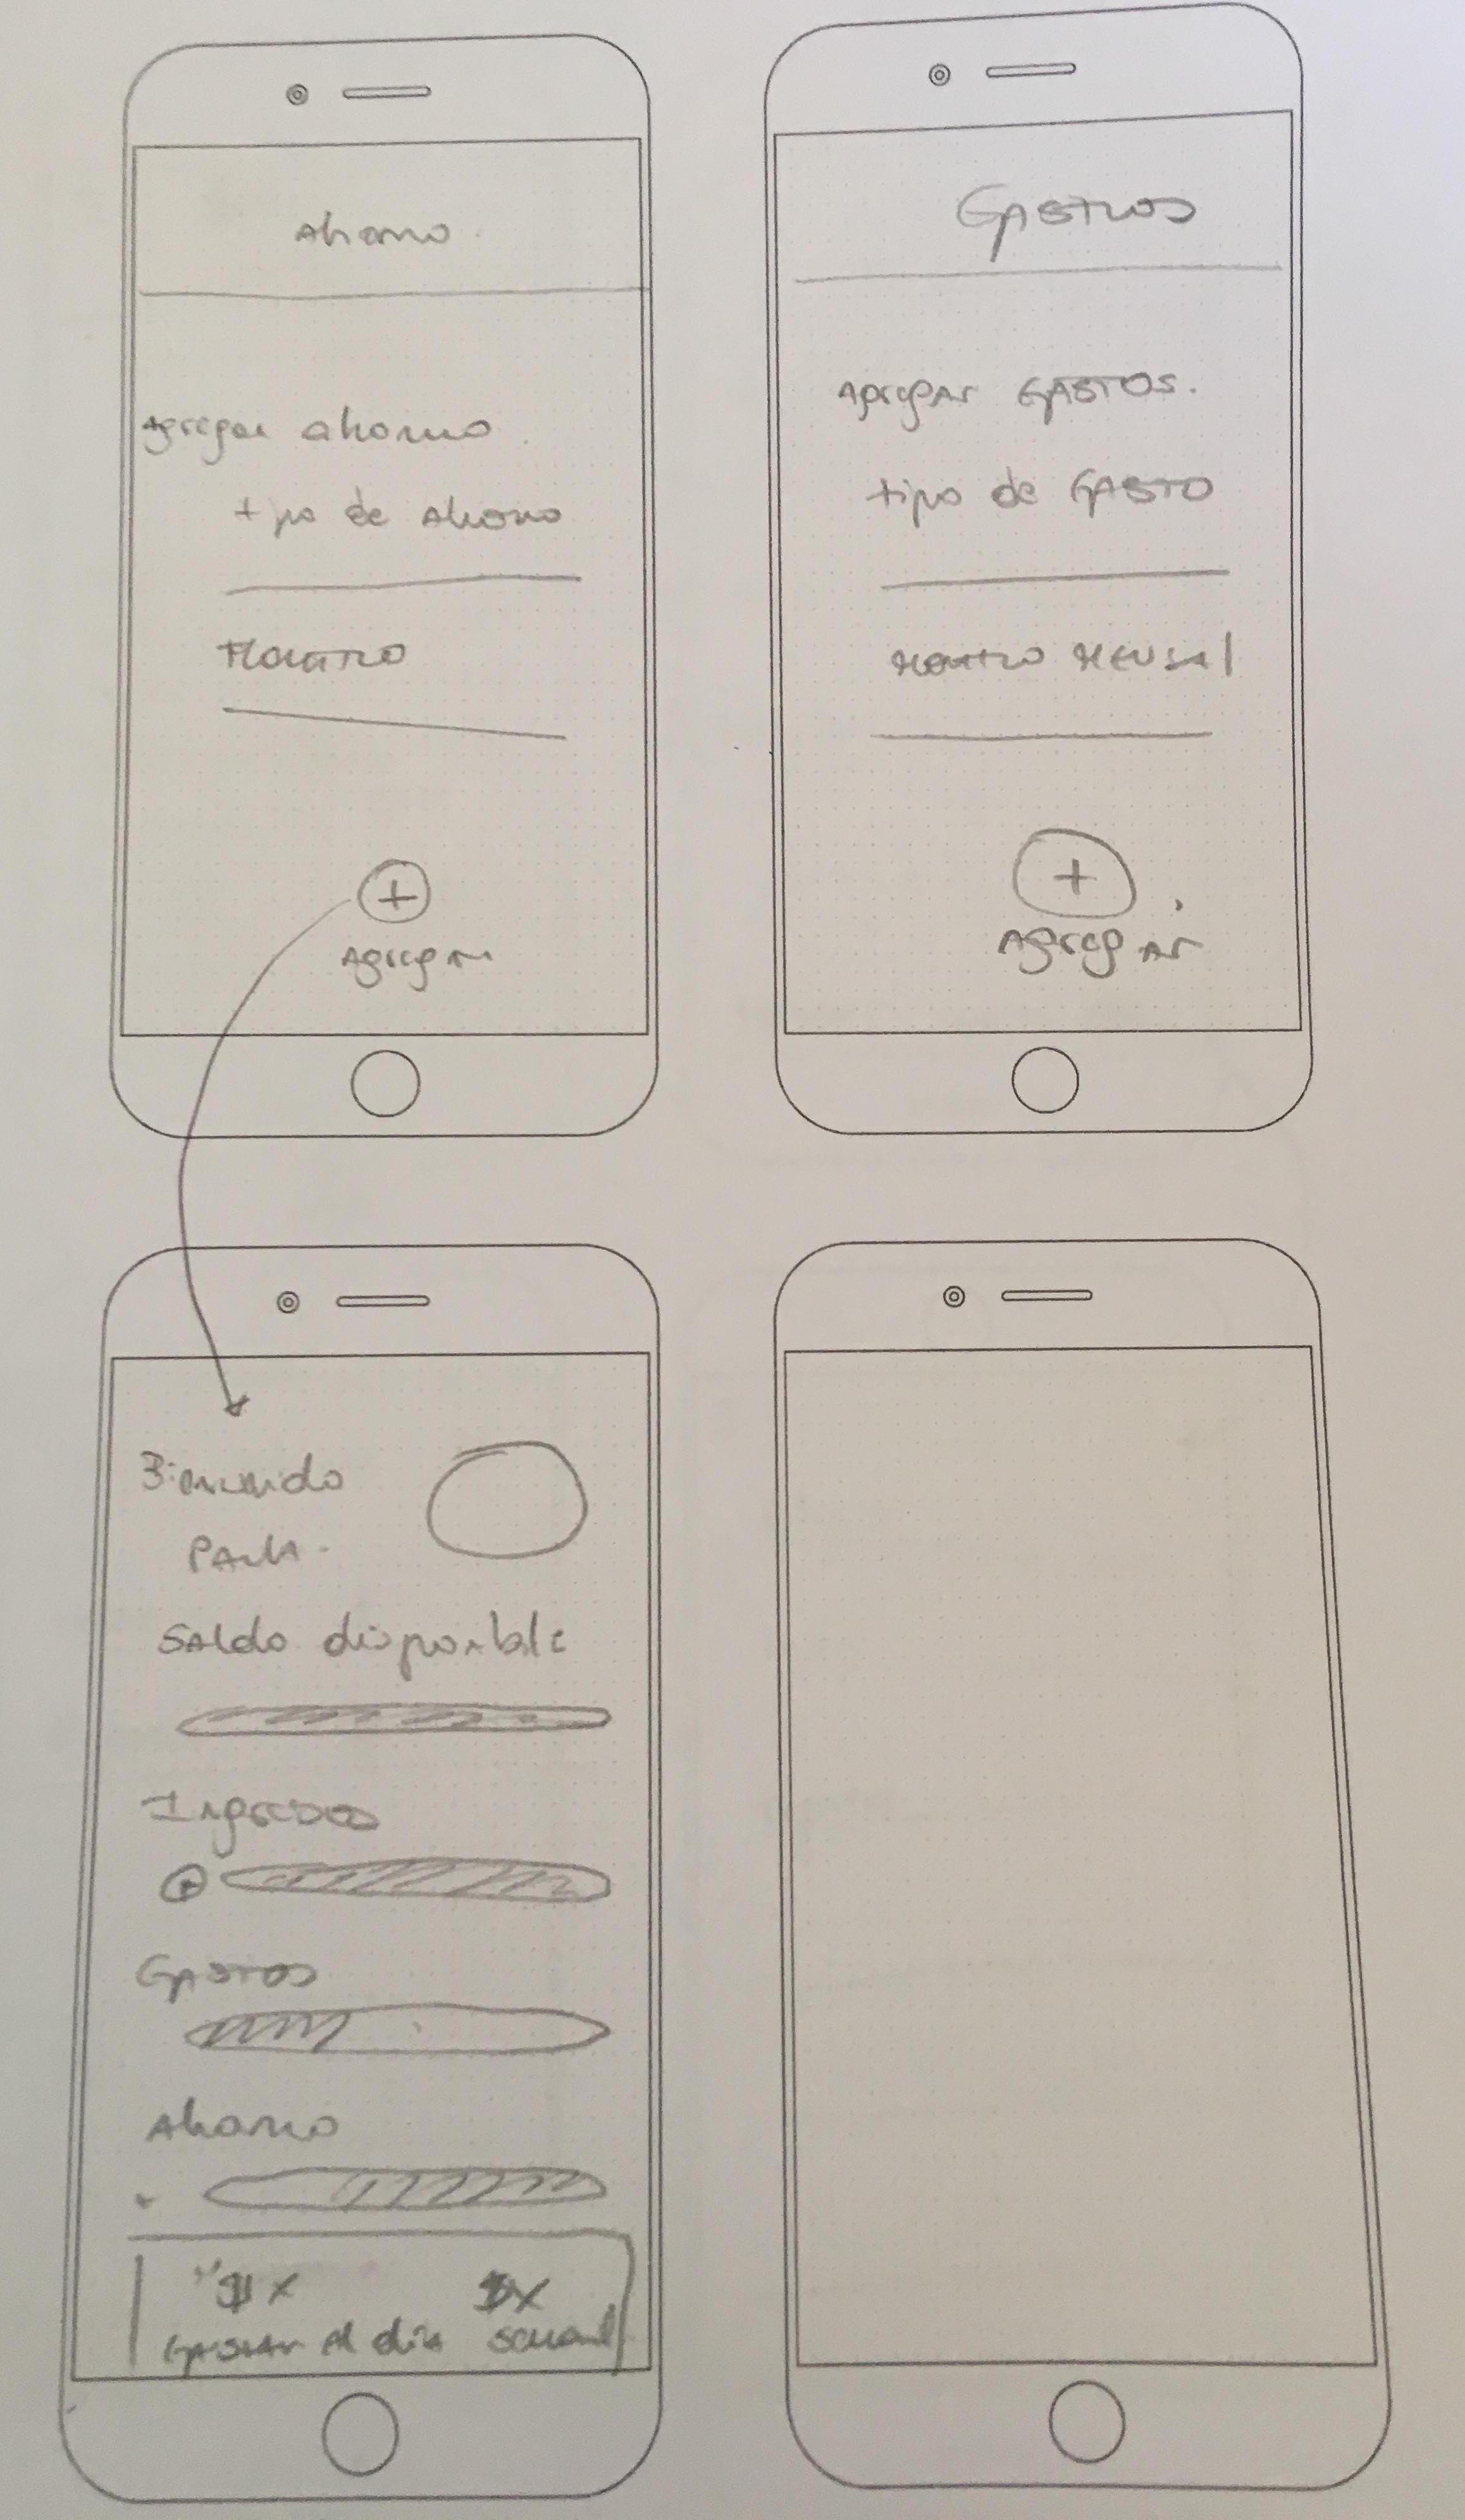 Ahorro
Agregar ahorro
tipo de Ahorro
Monto
+
Agregar
Gastos
Agregar GASTOS.
tipo de GASTO
Monto Mensual
+
Agregar
Bienvenido
Saldo disponible
Ingresos
Gastos
Ahorro
$x $x
Gastar al día semanal